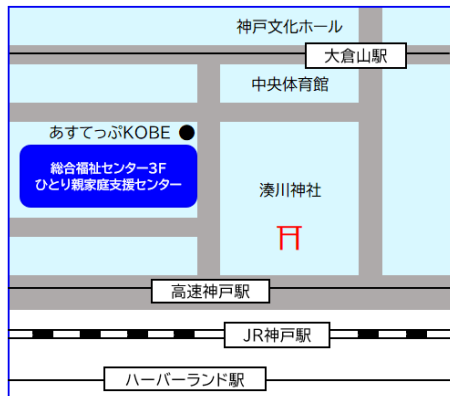 神戸文化ホール
大倉山駅
中央体育館
あすてっぷKOBE
総合福祉センター3F
ひとり親家庭支援センター
湊川神社
高速神戸駅
JR神戸駅
ハーバーランド駅